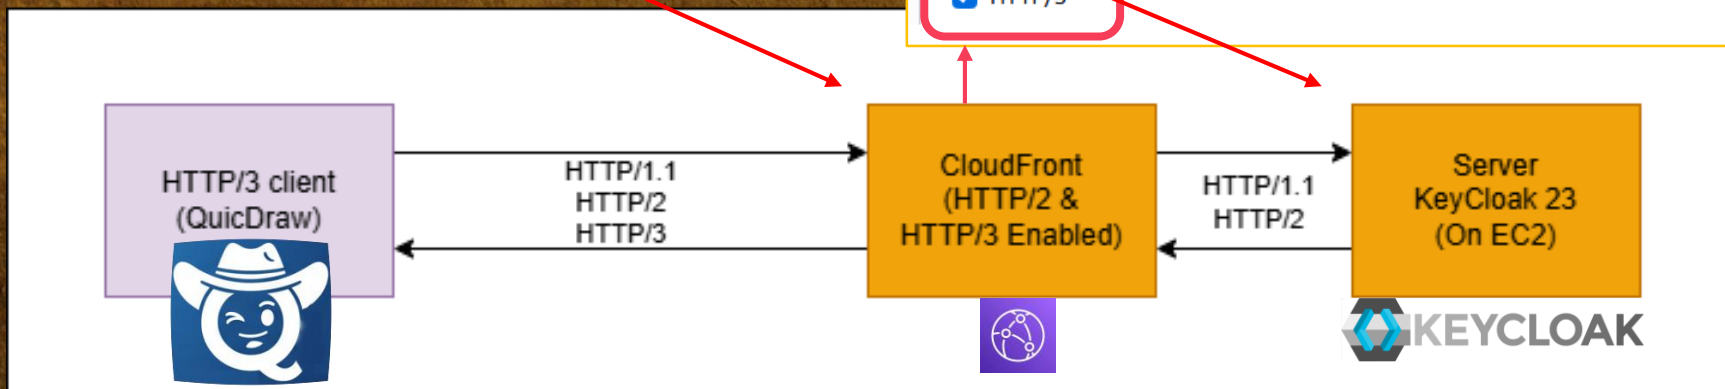 HTTP/3 client
(QuicDraw)
HTTP/1.1
HTTP/2
HTTP/3
CloudFront
(HTTP/2 &
HTTP/3 Enabled)
HTTP/1.1
HTTP/2
Server
KeyCloak 23
(On EC2)
KEYCLOAK